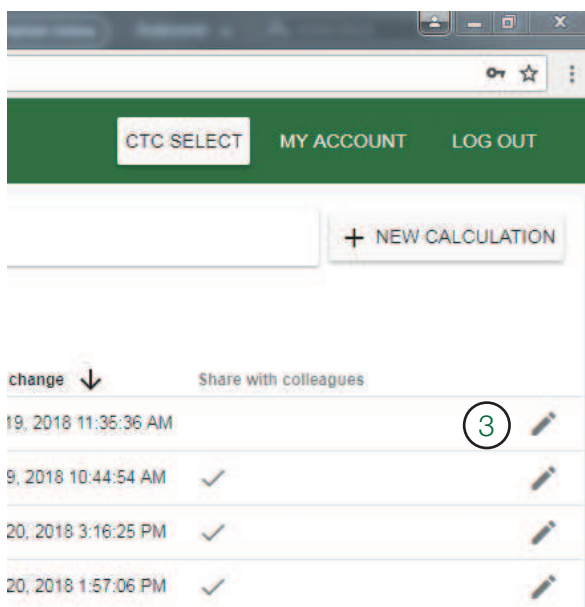 CTC SELECT MY ACCOUNT LOG OUT
+ NEW CALCULATION
change Share with colleagues
19, 2018 11:35:36 AM 3
9, 2018 10:44:54 AM
20, 2018 3:16:25 PM
20, 2018 1:57:06 PM